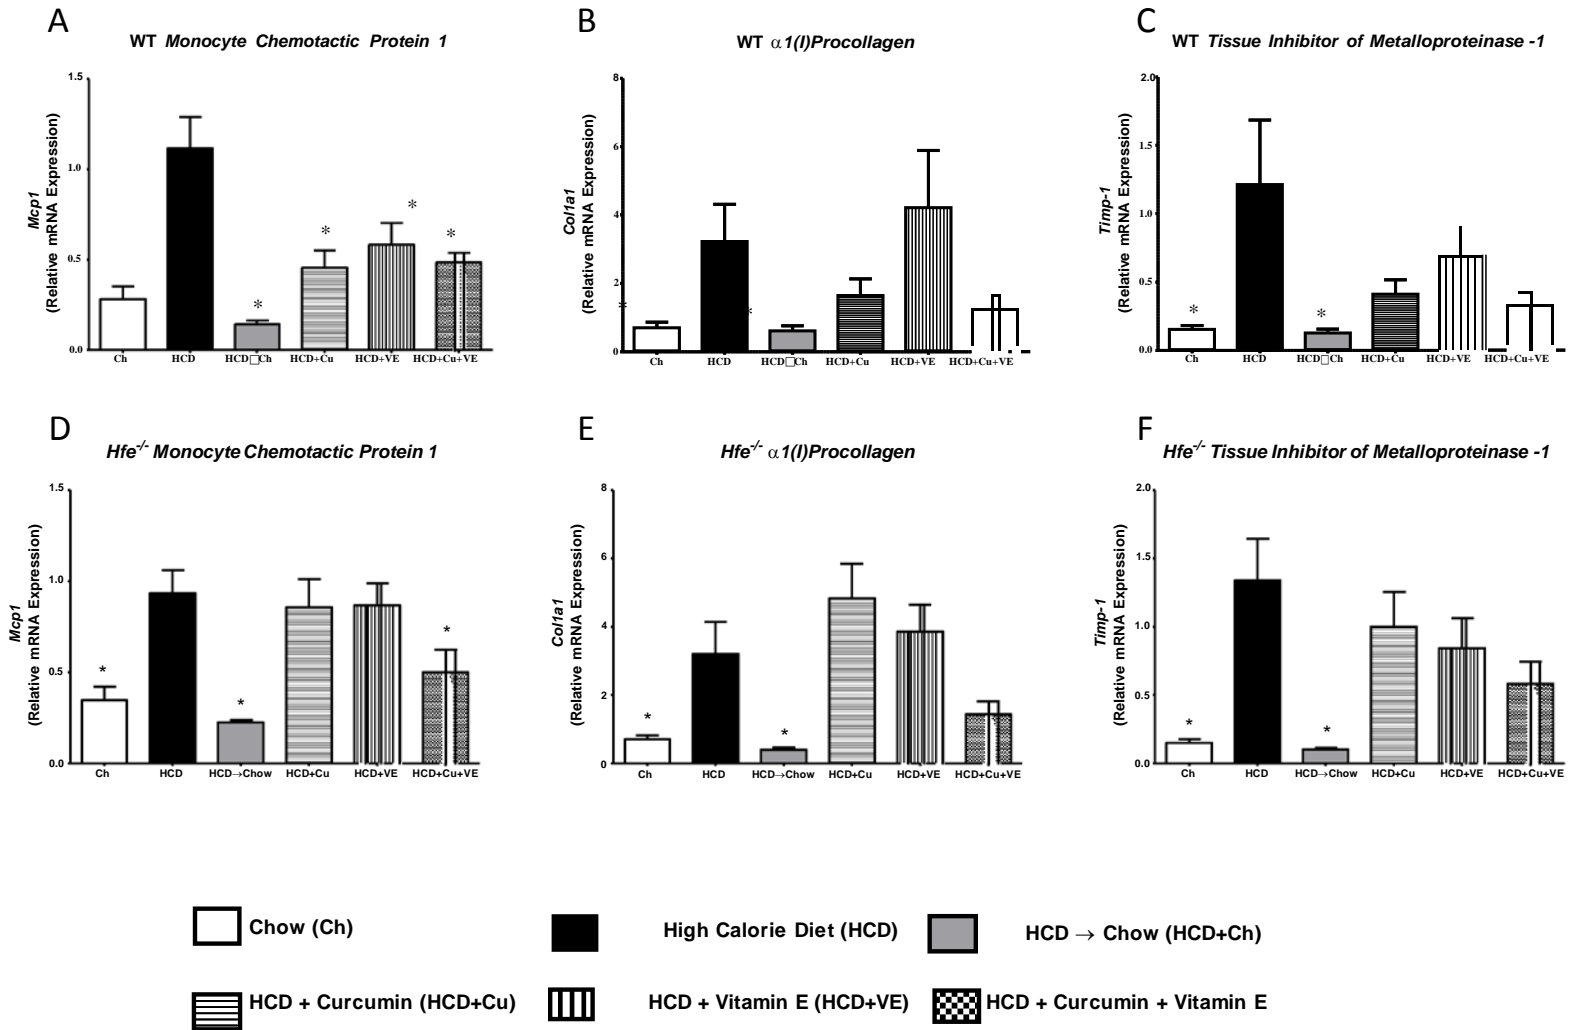 A
WT Monocyte Chemotactic Protein 1
Mcp1
(Relative mRNA Expression)
1.5
1.0
0.5
0.0
*
*
*
*
Ch
HCD
HCD□Ch
HCD+Cu
HCD+VE
HCD+Cu+VE
B
WT α1(I)Procollagen
Col1a1
(Relative mRNA Expression)
8
6
4
2
0
*
*
Ch
HCD
HCD□Ch
HCD+Cu
HCD+VE
HCD+Cu+VE
C
WT Tissue Inhibitor of Metalloproteinase -1
Timp-1
(Relative mRNA Expression)
2.0
1.5
1.0
0.5
0.0
*
*
Ch
HCD
HCD□Ch
HCD+Cu
HCD+VE
HCD+Cu+VE
D
Hfe-/- Monocyte Chemotactic Protein 1
Mcp1
(Relative mRNA Expression)
1.5
1.0
0.5
0.0
*
*
*
Ch
HCD
HCD→Chow
HCD+Cu
HCD+VE
HCD+Cu+VE
E
Hfe-/- α1(I)Procollagen
Col1a1
(Relative mRNA Expression)
8
6
4
2
0
*
*
Ch
HCD
HCD→Chow
HCD+Cu
HCD+VE
HCD+Cu+VE
F
Hfe-/- Tissue Inhibitor of Metalloproteinase -1
Timp-1
(Relative mRNA Expression)
2.0
1.5
1.0
0.5
0.0
*
*
Ch
HCD
HCD→Chow
HCD+Cu
HCD+VE
HCD+Cu+VE
Chow (Ch)
High Calorie Diet (HCD)
HCD → Chow (HCD+Ch)
HCD + Curcumin (HCD+Cu)
HCD + Vitamin E (HCD+VE)
HCD + Curcumin + Vitamin E